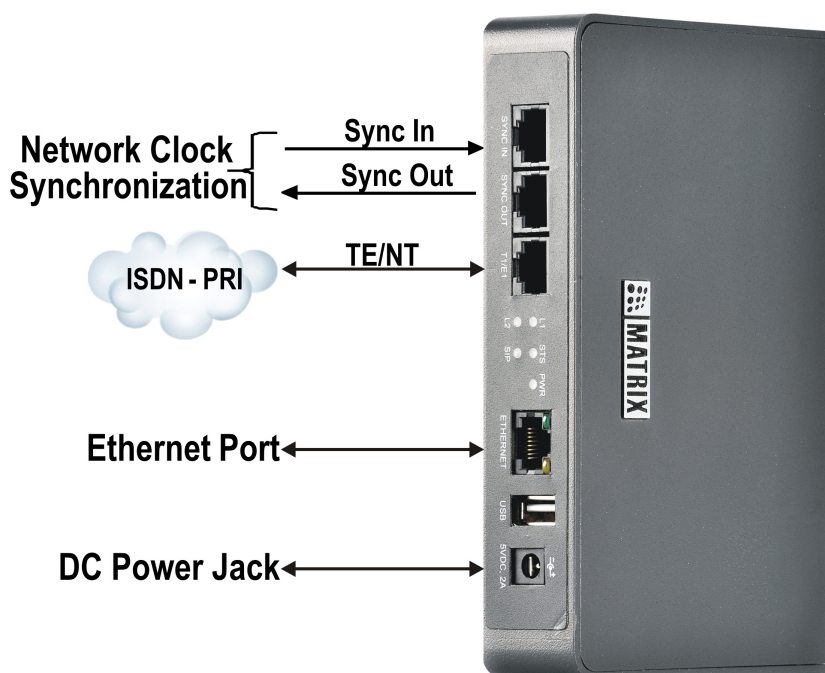 Network Clock
Synchronization
Sync In
Sync Out
ISDN - PRI
TE/NT
Ethernet Port
DC Power Jack
SYNC IN
SYNC OUT
T1/E1
L2 L1
SIP STS
PWR
ETHERNET
USB
5VDC, 2A
MATRIX